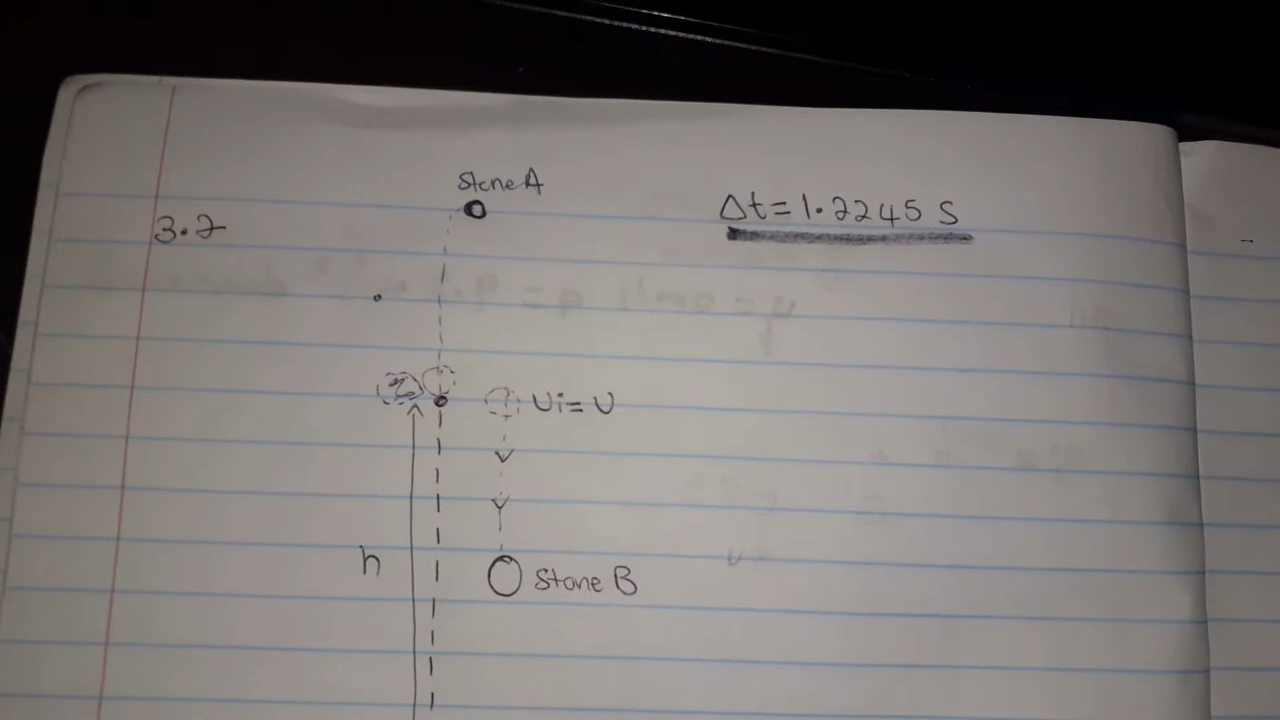 Stone A
Δt = 1.2245 s
3.2
Ui = U
h
Stone B